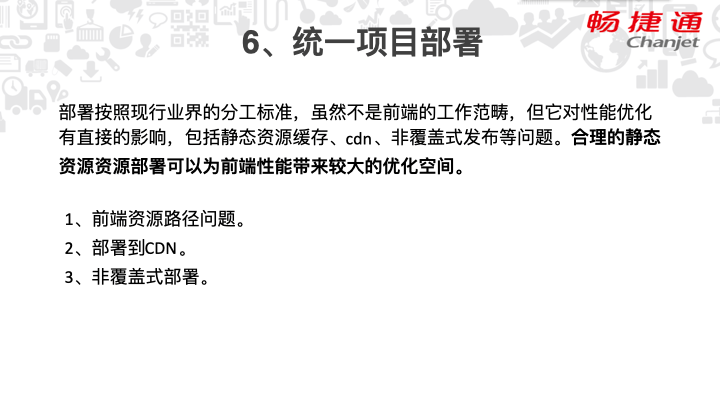 6、统一项目部署
畅捷通
Chanjet
部署按照现行业界的分工标准，虽然不是前端的工作范畴，但它对性能优化
有直接的影响，包括静态资源缓存、cdn、非覆盖式发布等问题。合理的静态
资源资源部署可以为前端性能带来较大的优化空间。
1、前端资源路径问题。
2、部署到CDN。
3、非覆盖式部署。